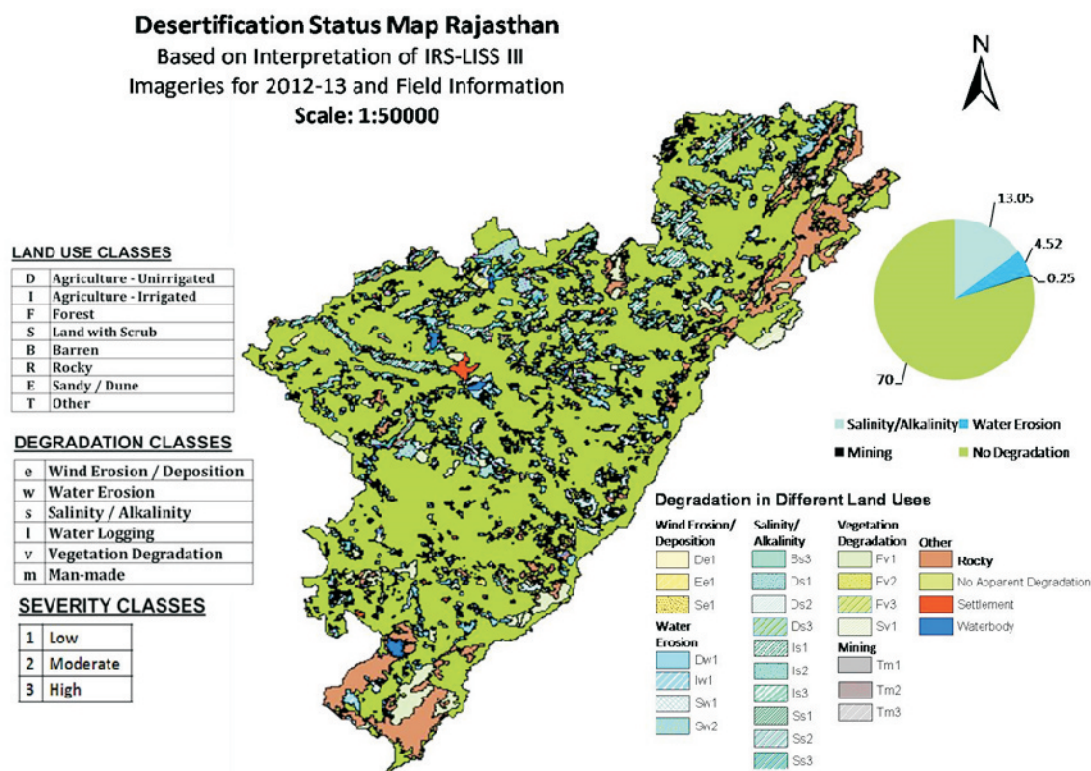 Desertification Status Map Rajasthan
Based on Interpretation of IRS-LISS III
Imageries for 2012-13 and Field Information
Scale: 1:50000
N
13.05
4.52
0.25
70
Salinity/Alkalinity
Water Erosion
Mining
No Degradation
LAND USE CLASSES
D Agriculture - Unirrigated
I Agriculture - Irrigated
F Forest
S Land with Scrub
B Barren
R Rocky
E Sandy / Dune
T Other
DEGRADATION CLASSES
e Wind Erosion / Deposition
w Water Erosion
s Salinity / Alkalinity
l Water Logging
v Vegetation Degradation
m Man-made
SEVERITY CLASSES
1 Low
2 Moderate
3 High
Degradation in Different Land Uses
Wind Erosion/
Deposition
De1
Ee1
Se1
Water
Erosion
Dw1
Iw1
Sw1
Sw2
Salinity/
Alkalinity
Bs3
Ds1
Ds2
Ds3
Is1
Is2
Is3
Ss1
Ss2
Ss3
Vegetation
Degradation
Fv1
Fv2
Fv3
Sv1
Mining
Tm1
Tm2
Tm3
Other
Rocky
No Apparent Degradation
Settlement
Waterbody